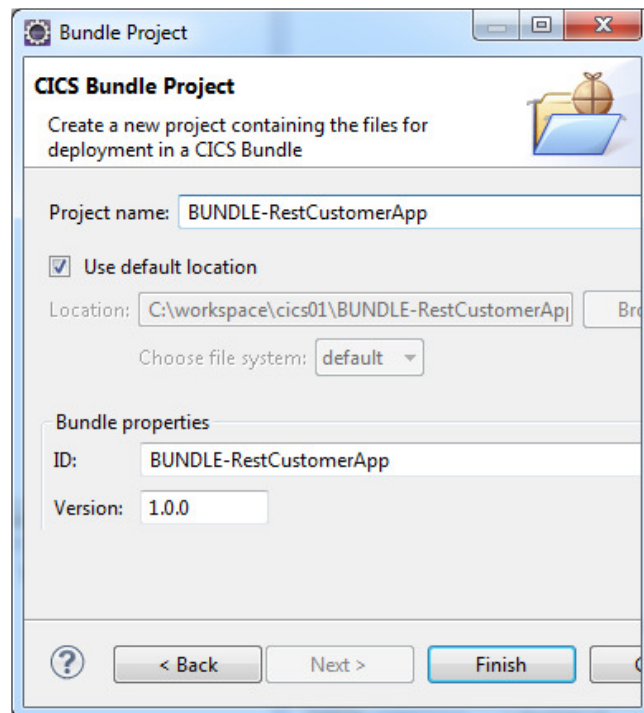 Bundle Project
CICS Bundle Project
Create a new project containing the files for
deployment in a CICS Bundle
Project name: BUNDLE-RestCustomerApp
Use default location
Location: C:\workspace\cics01\BUNDLE-RestCustomerApp Bro
Choose file system: default
Bundle properties
ID: BUNDLE-RestCustomerApp
Version: 1.0.0
? < Back Next > Finish